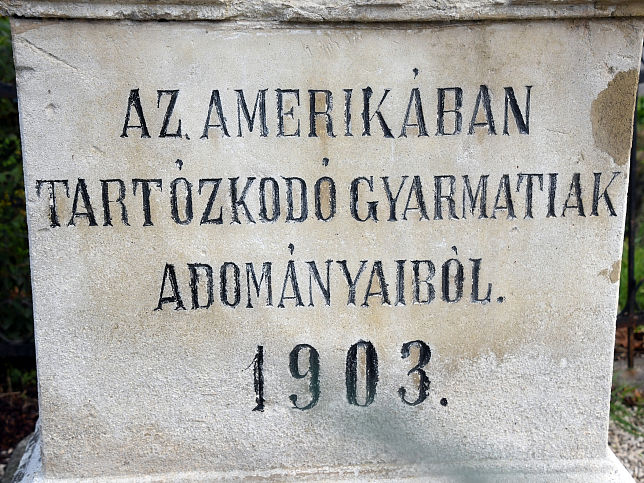 AZ AMERIKÁBAN
TARTÓZKODÓ GYARMATIAK
ADOMÁNYAIBÓL.
1903.